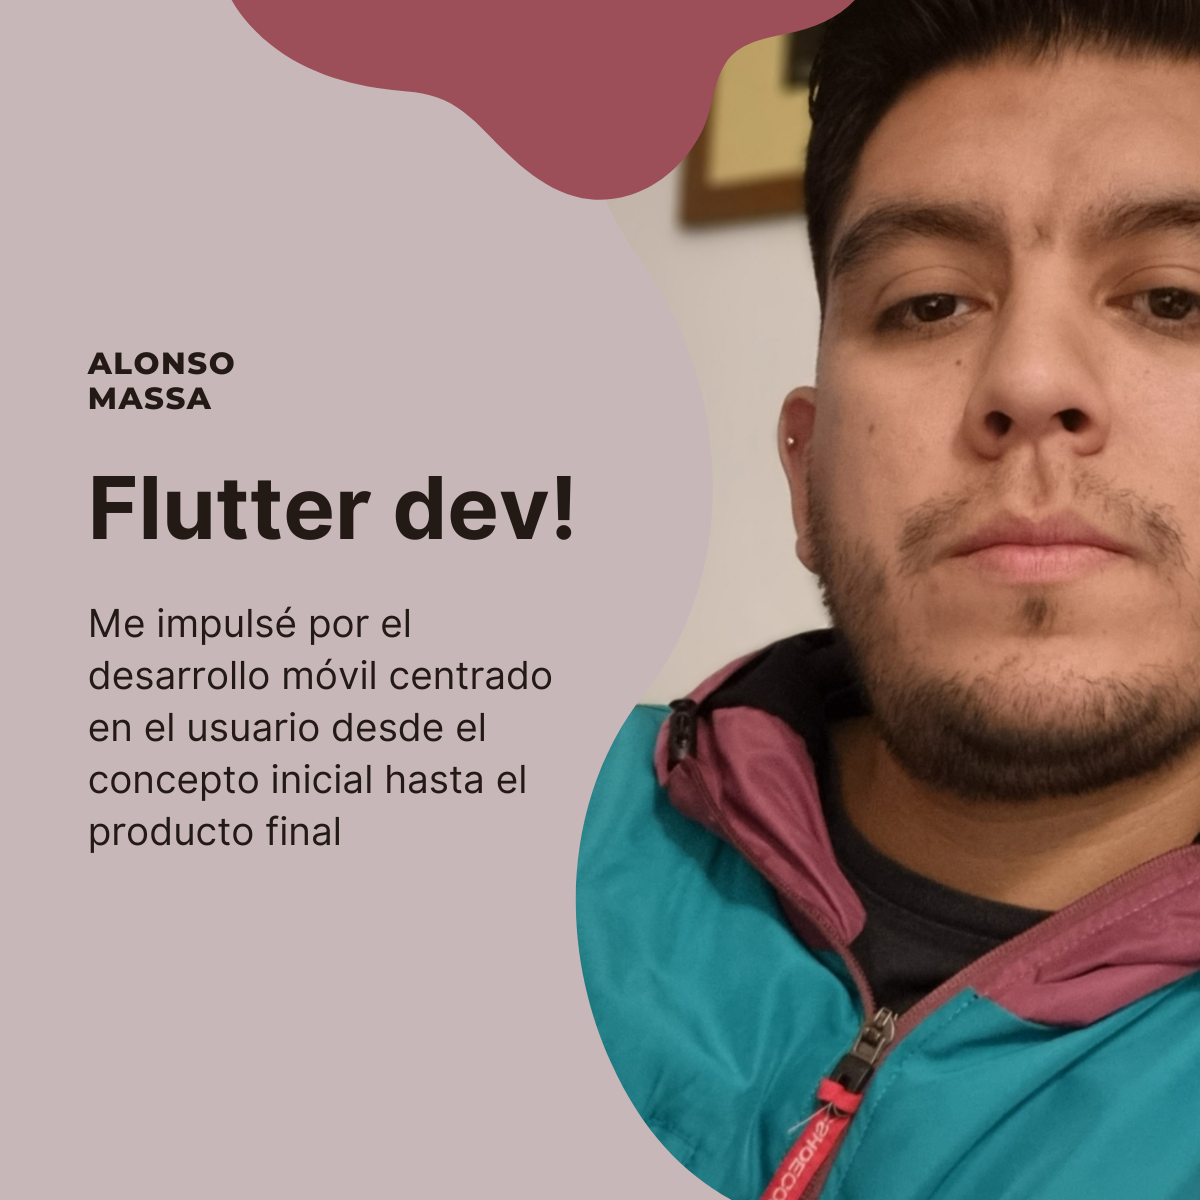 ALONSO
MASSA
Flutter dev!
Me impulsé por el
desarrollo móvil centrado
en el usuario desde el
concepto inicial hasta el
producto final